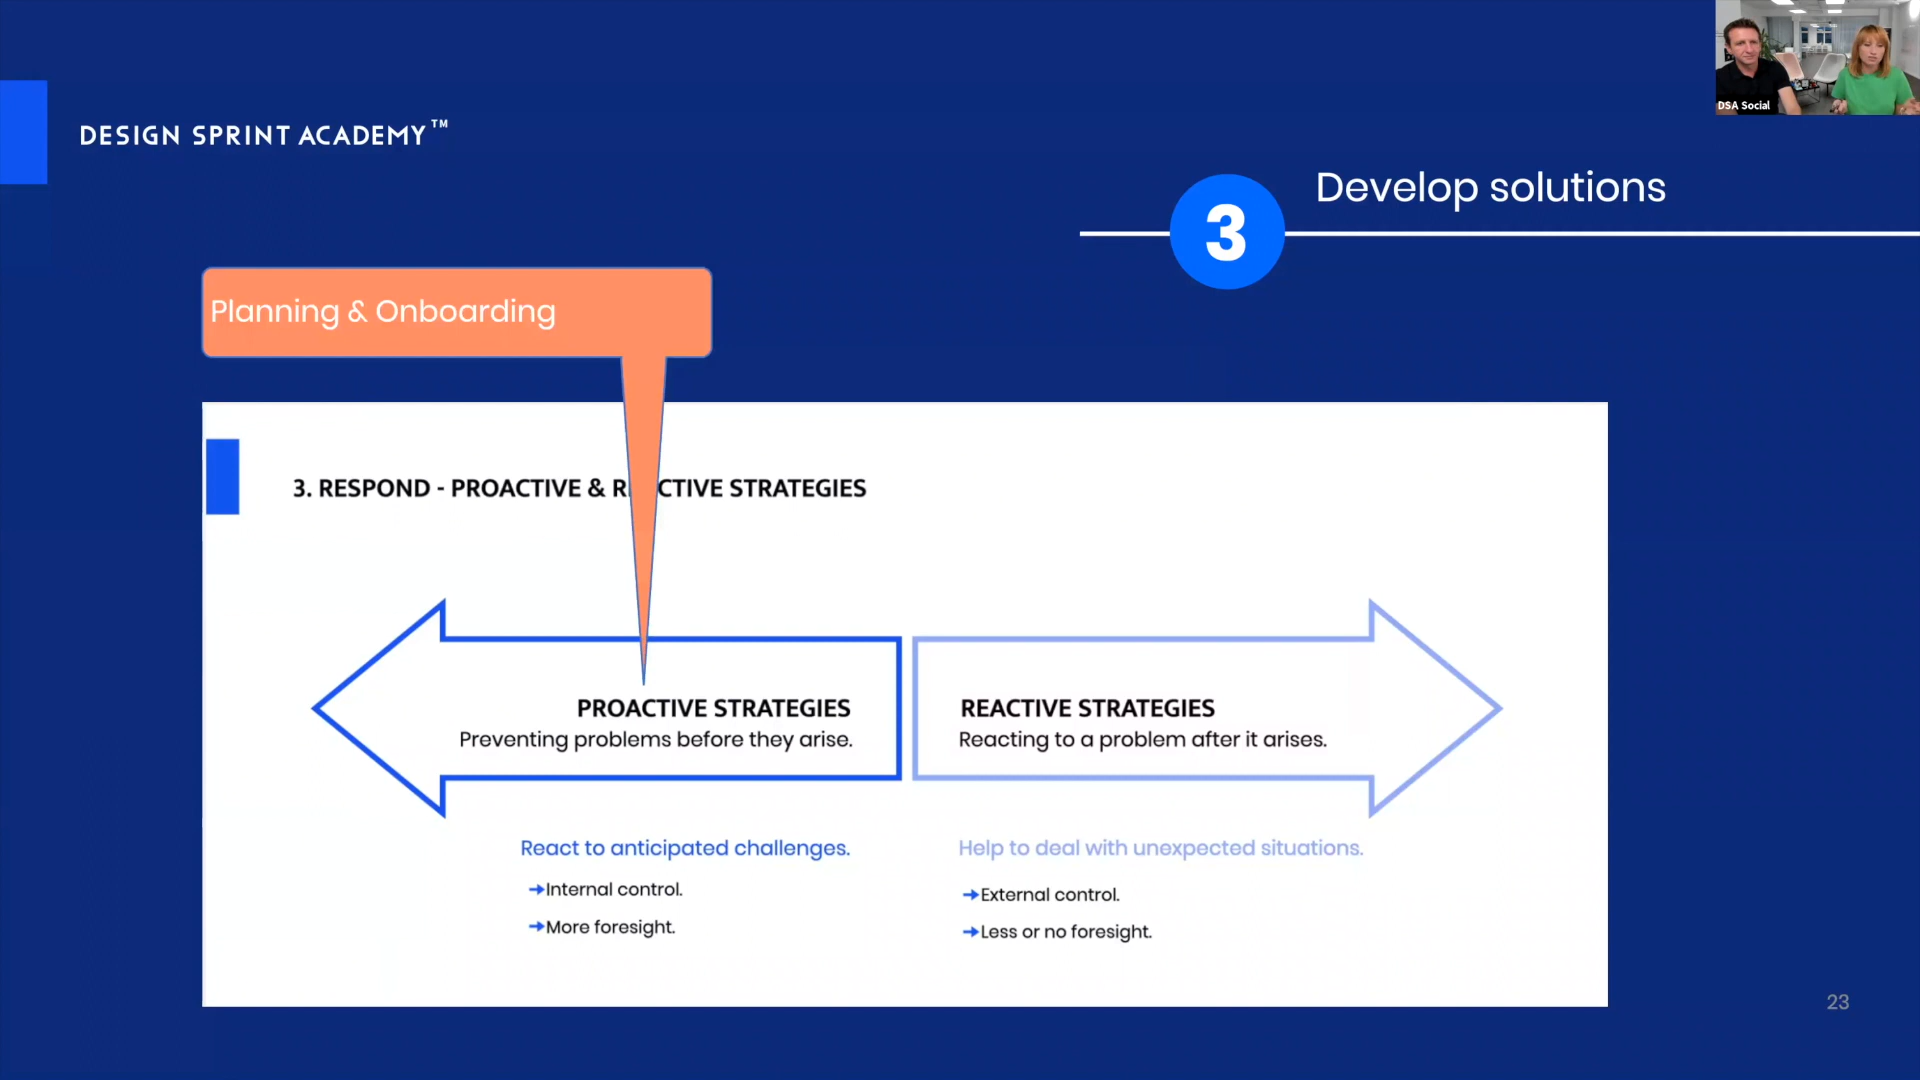 DSA Social
DESIGN SPRINT ACADEMY™
Develop solutions
3
Planning & Onboarding
3. RESPOND - PROACTIVE & R CTIVE STRATEGIES
PROACTIVE STRATEGIES
Preventing problems before they arise.
REACTIVE STRATEGIES
Reacting to a problem after it arises.
React to anticipated challenges.
➔Internal control.
➔More foresight.
Help to deal with unexpected situations.
➔External control.
➔Less or no foresight.
23